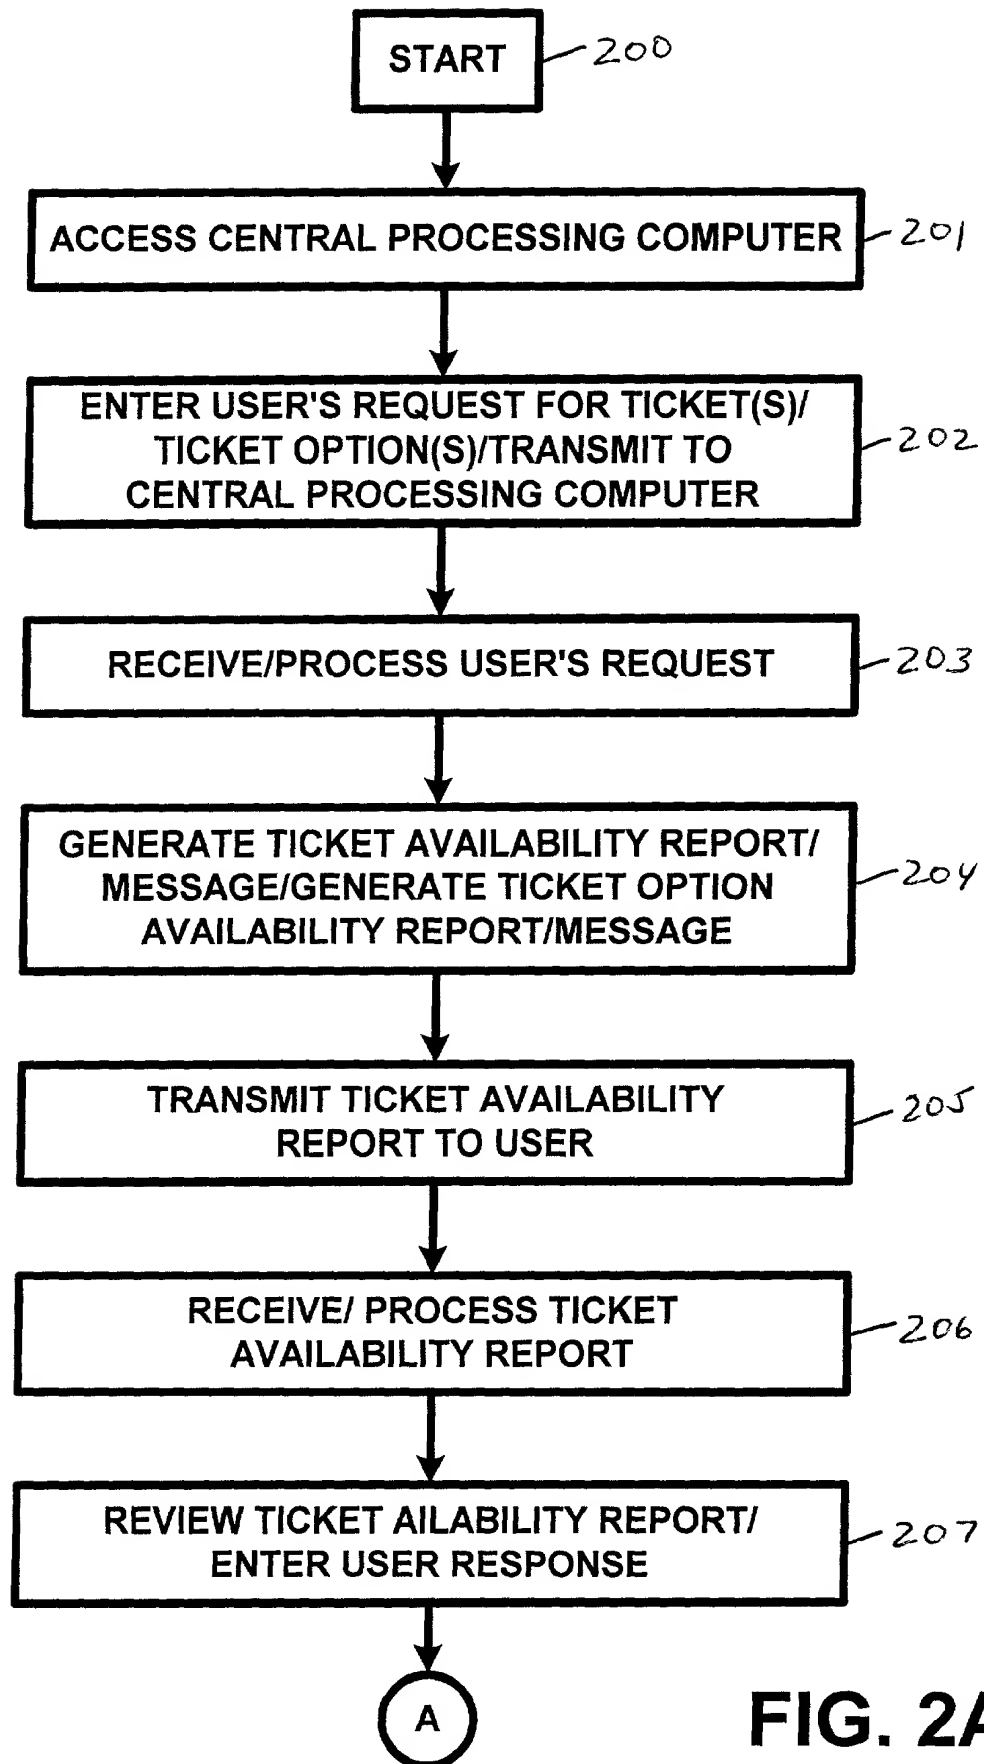 START
200
ACCESS CENTRAL PROCESSING COMPUTER
201
ENTER USER'S REQUEST FOR TICKET(S)/
TICKET OPTION(S)/TRANSMIT TO
CENTRAL PROCESSING COMPUTER
202
RECEIVE/PROCESS USER'S REQUEST
203
GENERATE TICKET AVAILABILITY REPORT/
MESSAGE/GENERATE TICKET OPTION
AVAILABILITY REPORT/MESSAGE
204
TRANSMIT TICKET AVAILABILITY
REPORT TO USER
205
RECEIVE/ PROCESS TICKET
AVAILABILITY REPORT
206
REVIEW TICKET AILABILITY REPORT/
ENTER USER RESPONSE
207
A
FIG. 2A